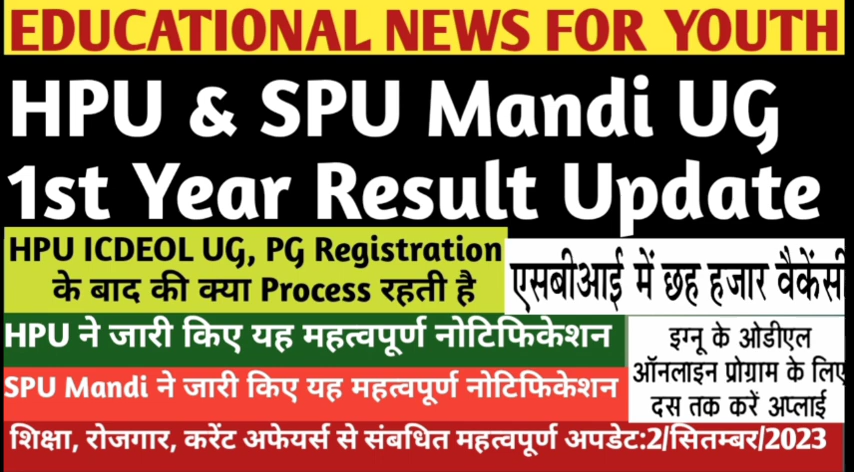 EDUCATIONAL NEWS FOR YOUTH
HPU & SPU Mandi UG
1st Year Result Update
HPU ICDEOL UG, PG Registration
के बाद की क्या Process रहती है
एसबीआई में छह हजार वैकेंसी
HPU ने जारी किए यह महत्वपूर्ण नोटिफिकेशन
SPU Mandi ने जारी किए यह महत्वपूर्ण नोटिफिकेशन
इग्नू के ओडीएल
ऑनलाइन प्रोग्राम के लिए
दस तक करें अप्लाई
शिक्षा, रोजगार, करेंट अफेयर्स से संबधित महत्वपूर्ण अपडेट:2/सितम्बर/2023